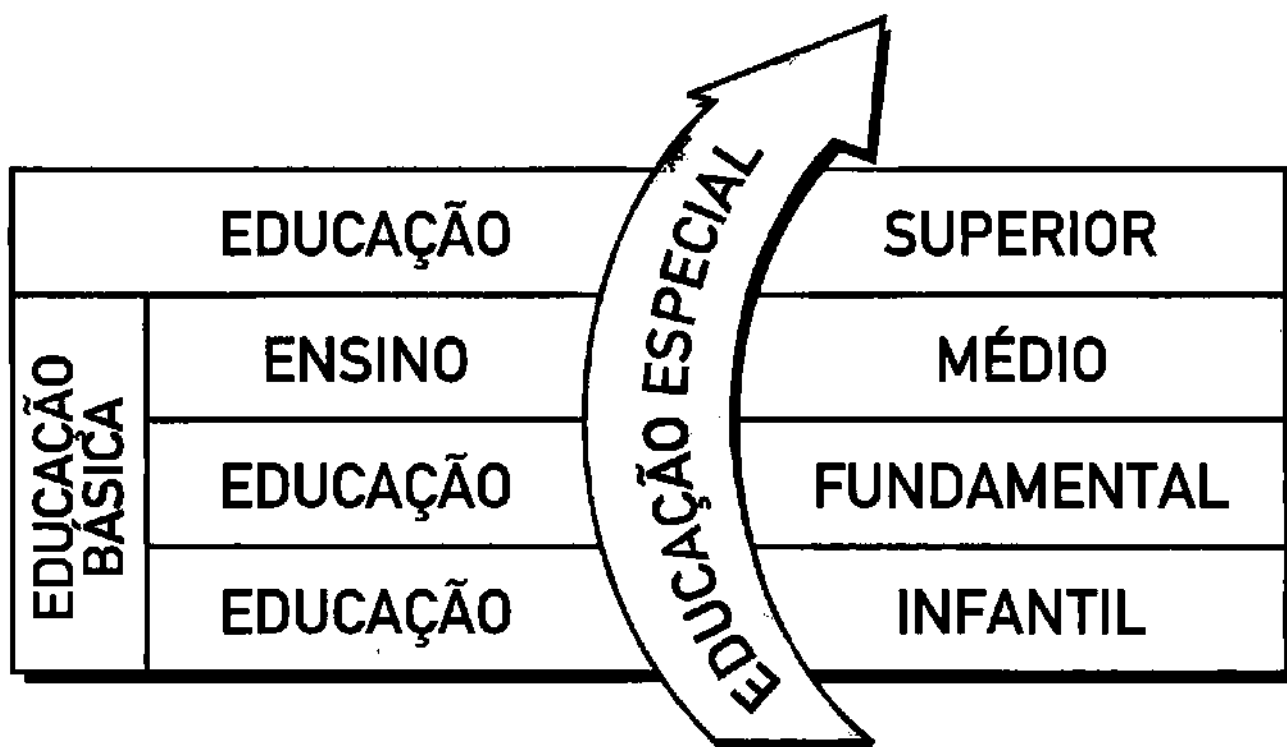 EDUCAÇÃO SUPERIOR
EDUCAÇÃO
BÁSICA
ENSINO MÉDIO
EDUCAÇÃO FUNDAMENTAL
EDUCAÇÃO INFANTIL
EDUCAÇÃO ESPECIAL